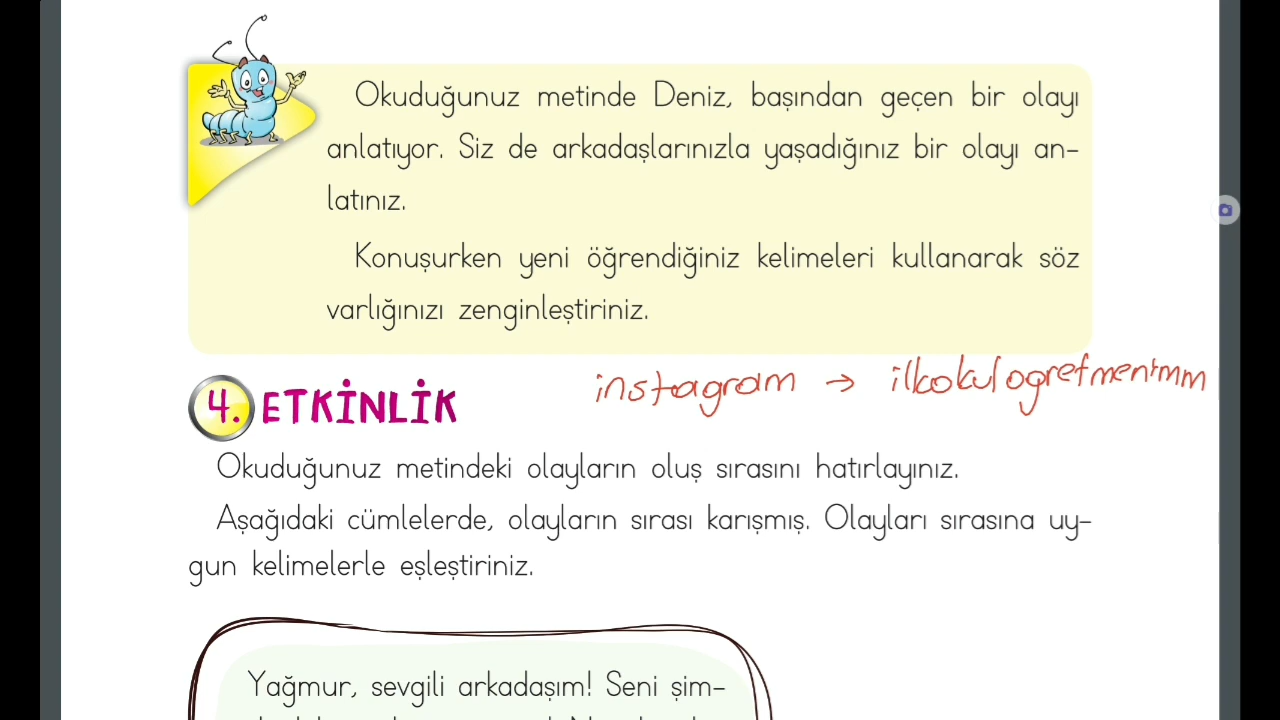 Okuduğunuz metinde Deniz, başından geçen bir olayı
anlatıyor. Siz de arkadaşlarınızla yaşadığınız bir olayı an-
latınız.
Konuşurken yeni öğrendiğiniz kelimeleri kullanarak söz
varlığınızı zenginleştiriniz.
instagram → ilkokulogretmenimm
4. ETKİNLİK
Okuduğunuz metindeki olayların oluş sırasını hatırlayınız.
Aşağıdaki cümlelerde, olayların sırası karışmış. Olayları sırasına uy-
gun kelimelerle eşleştiriniz.
Yağmur, sevgili arkadaşım! Seni şim-